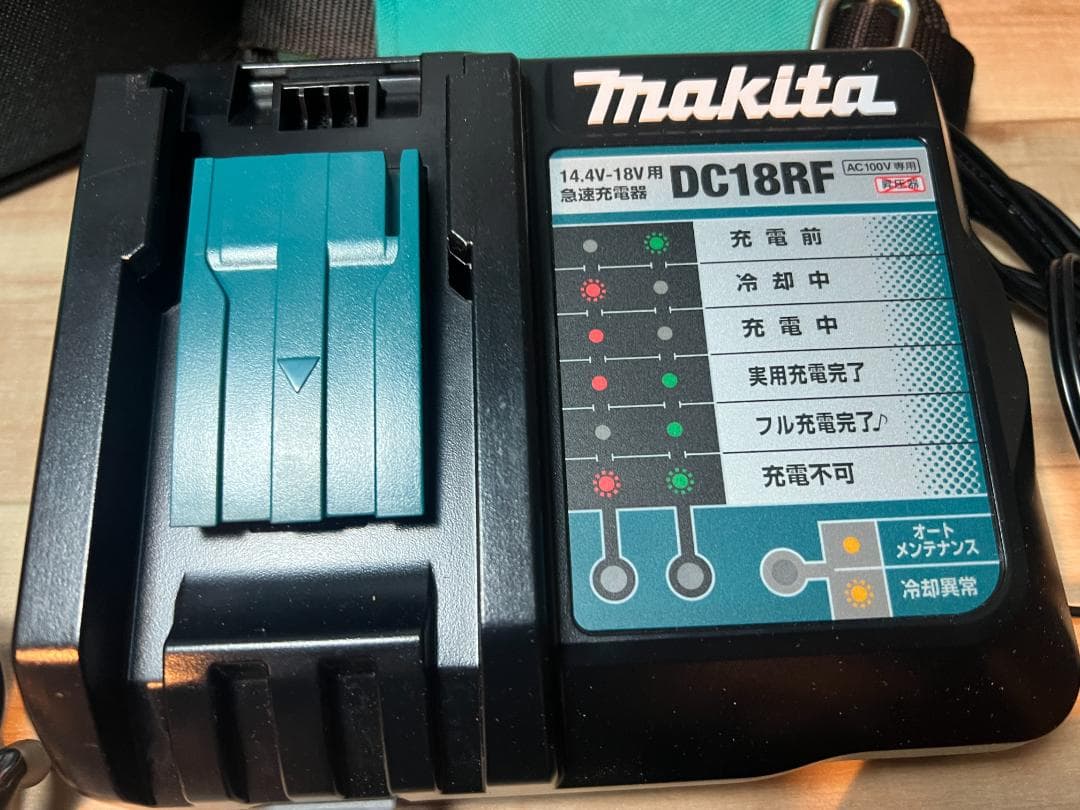 makita
14.4V-18V用
急速充電器
DC18RF
AC100V専用
昇圧器
充電前
冷却中
充電中
実用充電完了
フル充電完了♪
充電不可
オート
メンテナンス
冷却異常